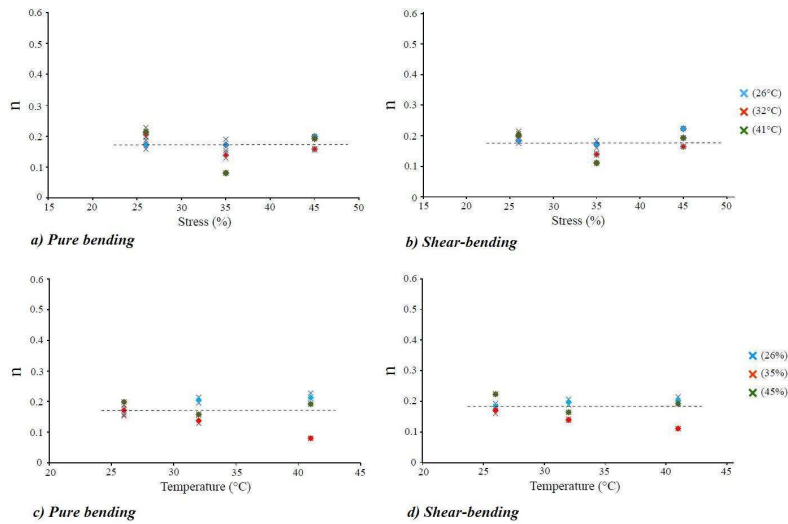 0.6 0.5 0.4 0.3 0.2 0.1 0
n
15 20 25 30 35 40 45 50
Stress (%)
a) Pure bending
0.6 0.5 0.4 0.3 0.2 0.1 0
n
15 20 25 30 35 40 45 50
Stress (%)
b) Shear-bending
(26°C)
(32°C)
(41°C)
0.6 0.5 0.4 0.3 0.2 0.1 0
n
20 25 30 35 40 45
Temperature (°C)
c) Pure bending
0.6 0.5 0.4 0.3 0.2 0.1 0
n
20 25 30 35 40 45
Temperature (°C)
d) Shear-bending
(26%)
(35%)
(45%)